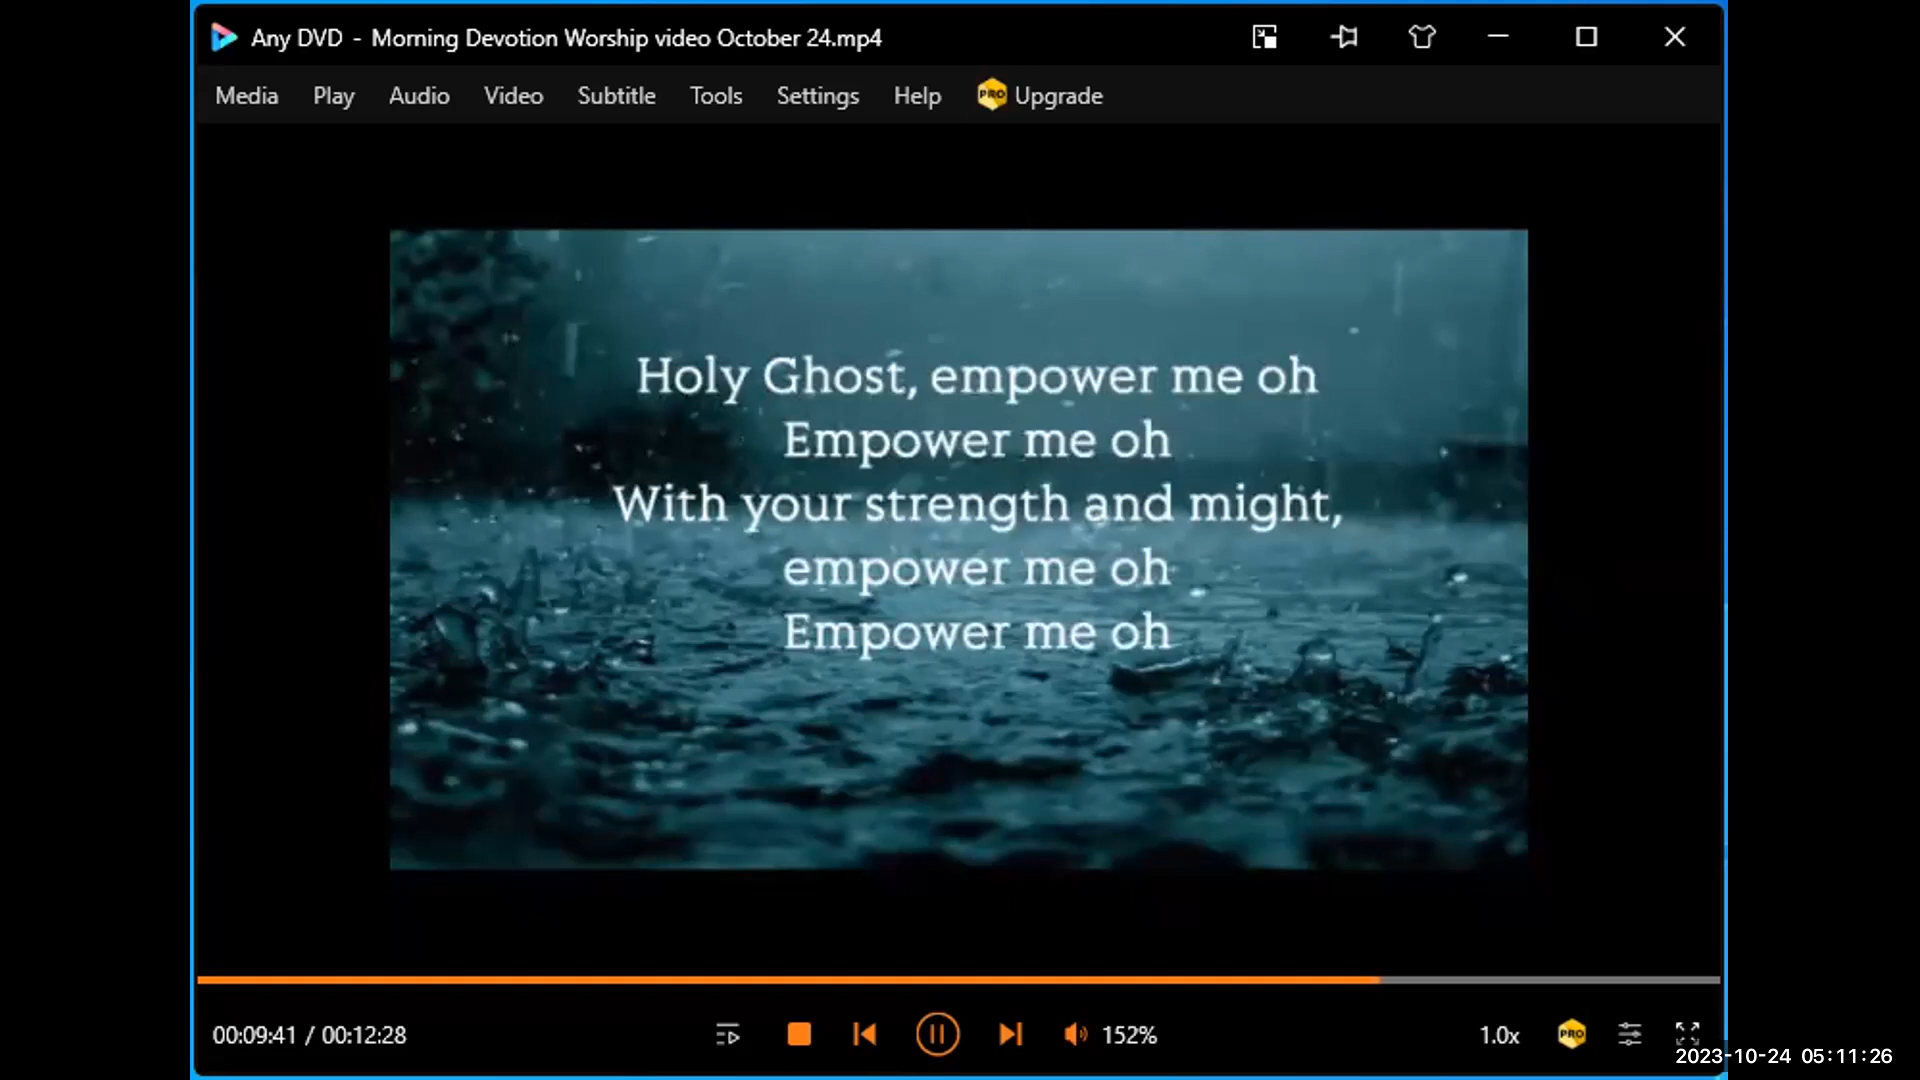 Any DVD - Morning Devotion Worship video October 24.mp4
Media Play Audio Video Subtitle Tools Settings Help PRO Upgrade
Holy Ghost, empower me oh
Empower me oh
With your strength and might,
empower me oh
Empower me oh
00:09:41 / 00:12:28 152% 1.0x PRO
2023-10-24 05:11:26